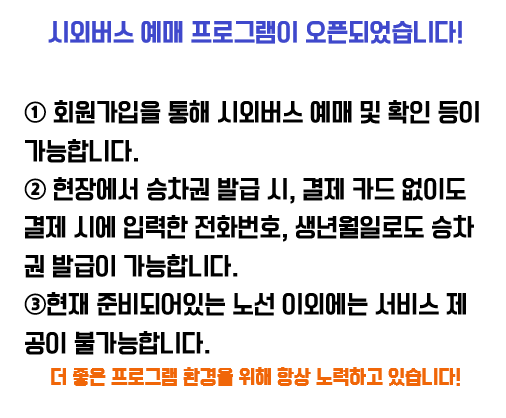 시외버스 예매 프로그램이 오픈되었습니다!
① 회원가입을 통해 시외버스 예매 및 확인 등이
가능합니다.
② 현장에서 승차권 발급 시, 결제 카드 없이도
결제 시에 입력한 전화번호, 생년월일로도 승차
권 발급이 가능합니다.
③현재 준비되어있는 노선 이외에는 서비스 제
공이 불가능합니다.
더 좋은 프로그램 환경을 위해 항상 노력하고 있습니다!